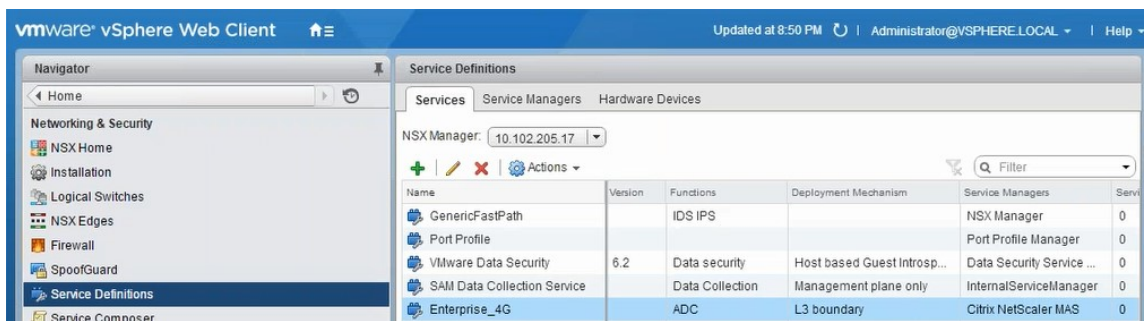 vmware® vSphere Web Client
Updated at 8:50 PM | Administrator@VSPHERE.LOCAL | Help
Navigator
Home
Networking & Security
NSX Home
Installation
Logical Switches
NSX Edges
Firewall
SpoofGuard
Service Definitions
Service Composer
Service Definitions
Services Service Managers Hardware Devices
NSX Manager: 10.102.205.17
Actions Filter
Name Version Functions Deployment Mechanism Service Managers Servi
GenericFastPath IDS IPS NSX Manager 0
Port Profile Port Profile Manager 0
VMware Data Security 6.2 Data security Host based Guest Introsp... Data Security Service ... 0
SAM Data Collection Service Data Collection Management plane only InternalServiceManager 0
Enterprise_4G ADC L3 boundary Citrix NetScaler MAS 0